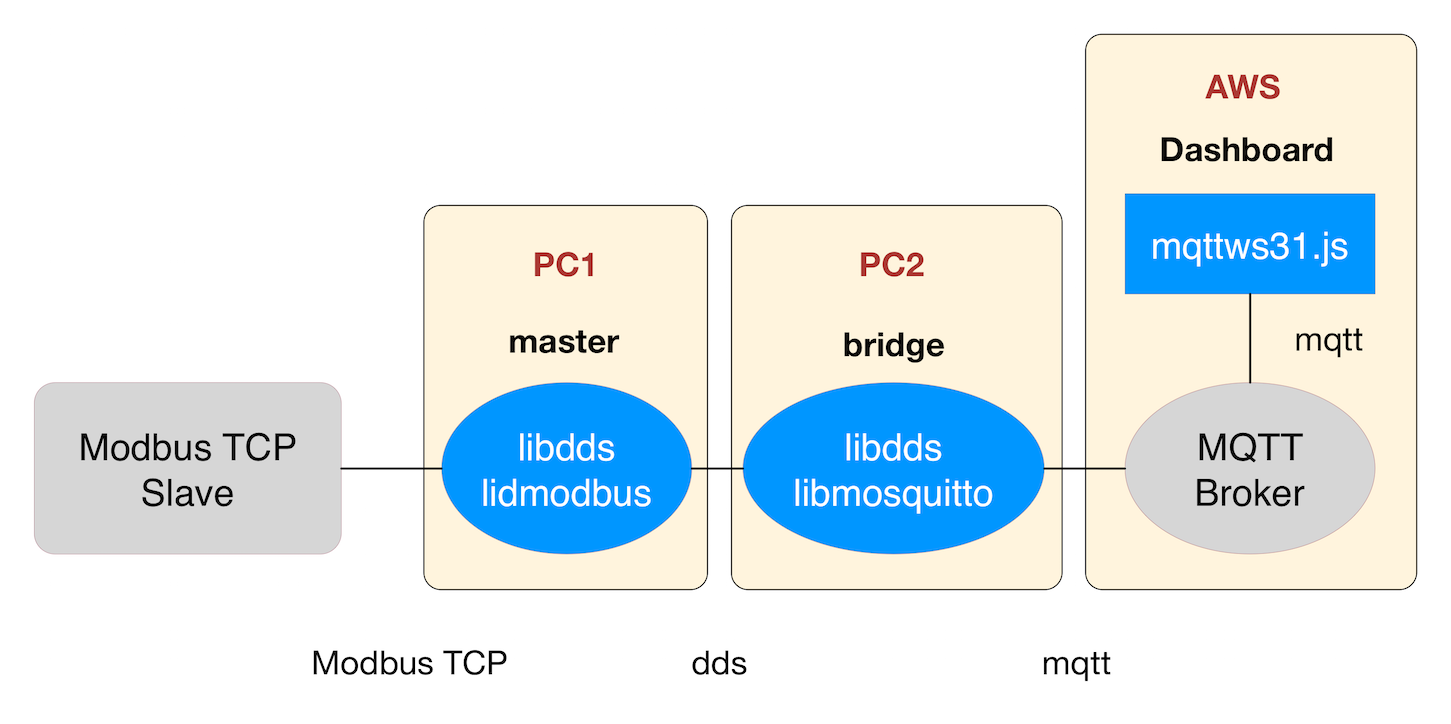 AWS
Dashboard
mqttws31.js
mqtt
PC1
master
libdds
lidmodbus
PC2
bridge
libdds
libmosquitto
MQTT
Broker
Modbus TCP
Slave
Modbus TCP
dds
mqtt